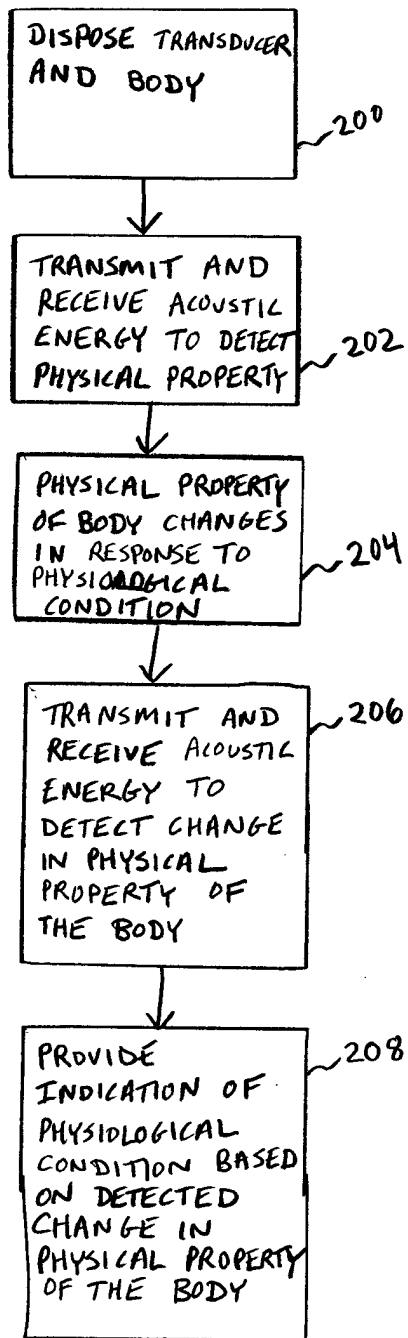 DISPOSE TRANSDUCER
AND BODY
200
TRANSMIT AND
RECEIVE ACOUSTIC
ENERGY TO DETECT
PHYSICAL PROPERTY
202
PHYSICAL PROPERTY
OF BODY CHANGES
IN RESPONSE TO
PHYSIOLOGICAL
CONDITION
204
TRANSMIT AND
RECEIVE ACOUSTIC
ENERGY TO
DETECT CHANGE
IN PHYSICAL
PROPERTY OF
THE BODY
206
PROVIDE
INDICATION OF
PHYSIOLOGICAL
CONDITION BASED
ON DETECTED
CHANGE IN
PHYSICAL PROPERTY
OF THE BODY
208